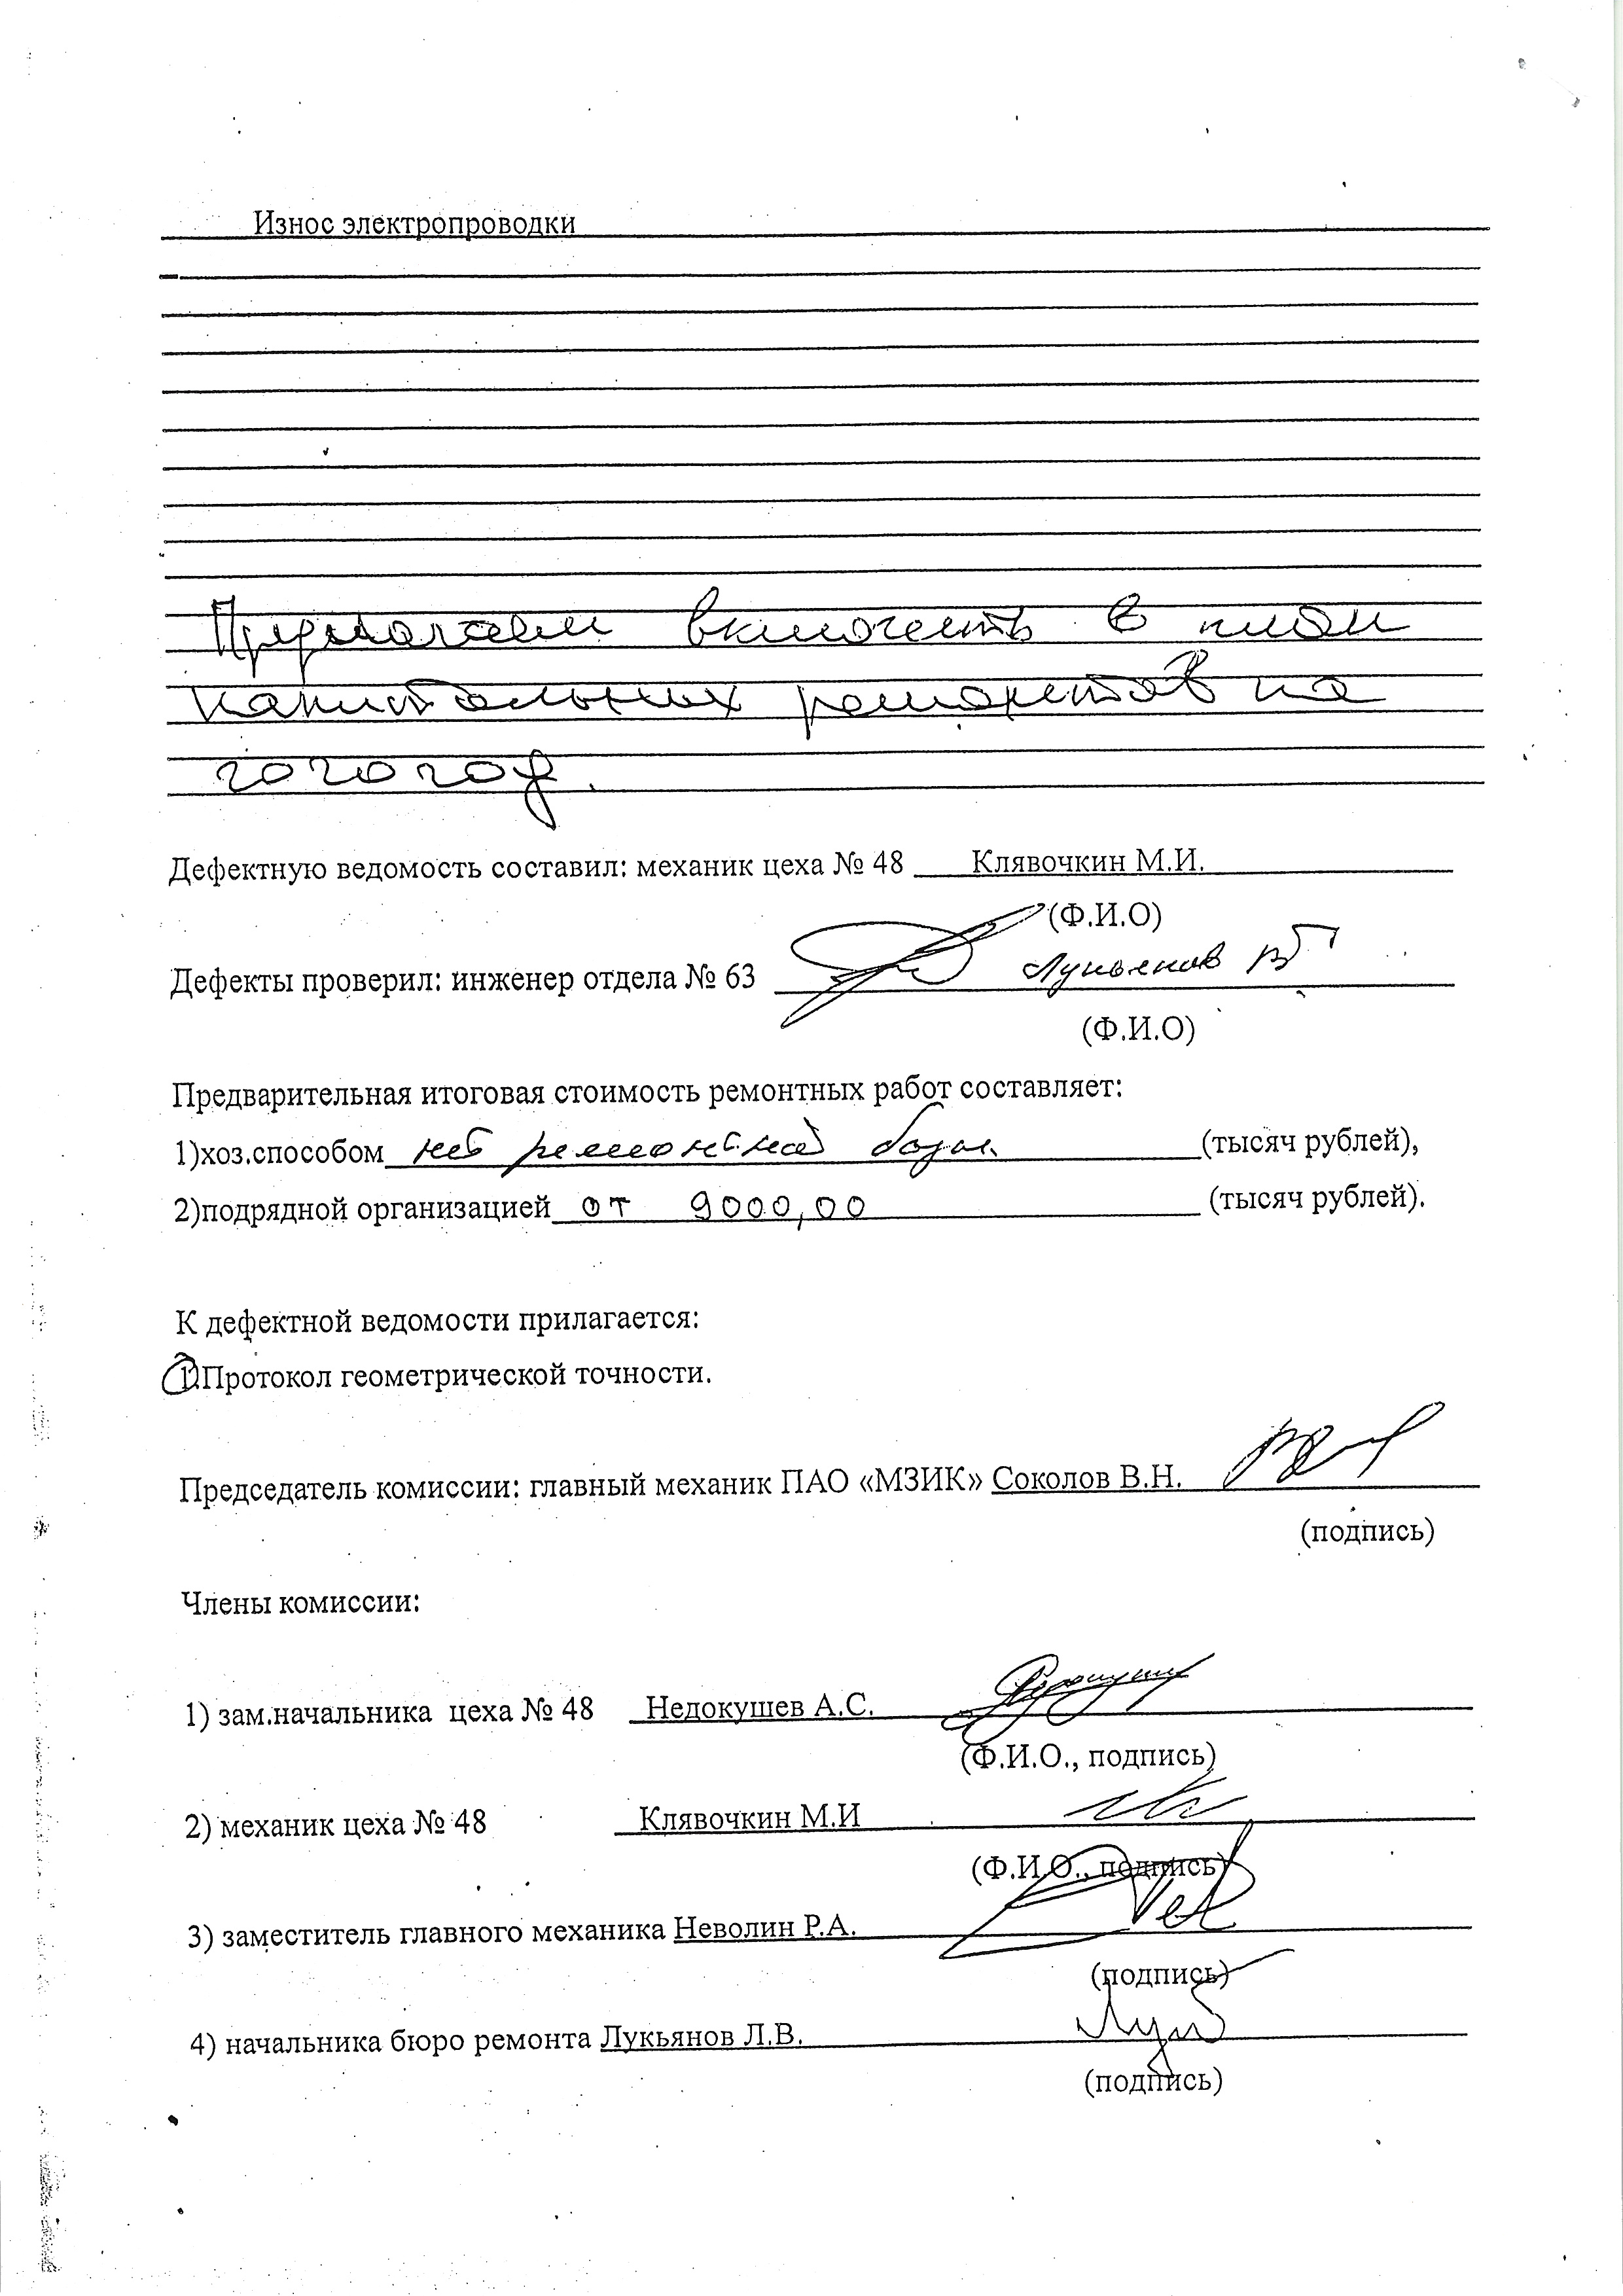 Износ электропроводки
Предлагаем включить в план
капитальных ремонтов на
2020 год.
Дефектную ведомость составил: механик цеха № 48 Клявочкин М.И.
(Ф.И.О)
Дефекты проверил: инженер отдела № 63 Лукьянов
(Ф.И.О)
Предварительная итоговая стоимость ремонтных работ составляет:
1)хоз.способом нет ремонтной базы (тысяч рублей),
2)подрядной организацией от 9000,00 (тысяч рублей).
К дефектной ведомости прилагается:
1.Протокол геометрической точности.
Председатель комиссии: главный механик ПАО «МЗИК» Соколов В.Н.
(подпись)
Члены комиссии:
1) зам.начальника цеха № 48 Недокушев А.С.
(Ф.И.О., подпись)
2) механик цеха № 48 Клявочкин М.И
(Ф.И.О., подпись)
3) заместитель главного механика Неволин Р.А.
(подпись)
4) начальника бюро ремонта Лукьянов Л.В.
(подпись)